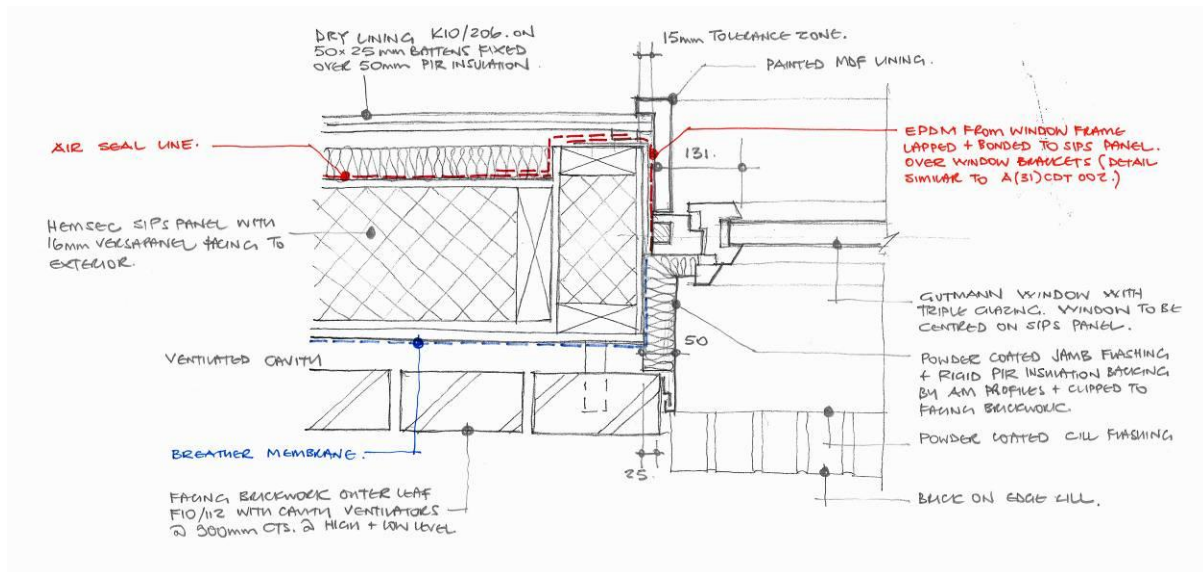 DRY LINING K10/206. ON
50x25mm BATTENS FIXED
OVER 50mm PIR INSULATION.
15mm TOLERANCE ZONE.
PAINTED MDF LINING.
AIR SEAL LINE.
131.
EPDM FROM WINDOW FRAME
LAPPED + BONDED TO SIPS PANEL.
OVER WINDOW BRACKETS (DETAIL
SIMILAR TO A(31)CDT 002.)
HEMSEC SIPS PANEL WITH
16mm VERSAPANEL FACING TO
EXTERIOR.
GUTMANN WINDOW WITH
TRIPLE GLAZING. WINDOW TO BE
CENTRED ON SIPS PANEL.
VENTILATED CAVITY
50
POWDER COATED JAMB FLASHING
+ RIGID PIR INSULATION BACKING
BY AM PROFILES + CLIPPED TO
FACING BRICKWORK.
POWDER COATED CILL FLASHING
BREATHER MEMBRANE.
25.
FACING BRICKWORK OUTER LEAF
F10/112 WITH CAVITY VENTILATORS
@ 900mm CTS. @ HIGH + LOW LEVEL
BRICK ON EDGE CILL.